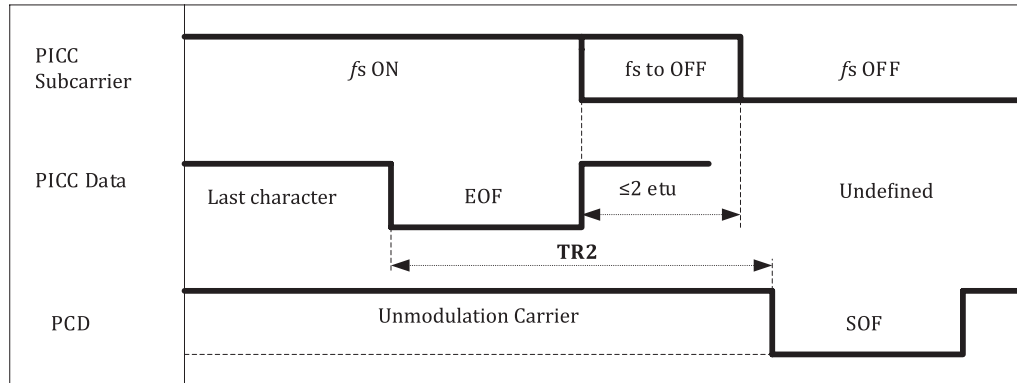 PICC
Subcarrier
fs ON
fs to OFF
fs OFF
PICC Data
Last character
EOF
≤2 etu
Undefined
TR2
PCD
Unmodulation Carrier
SOF